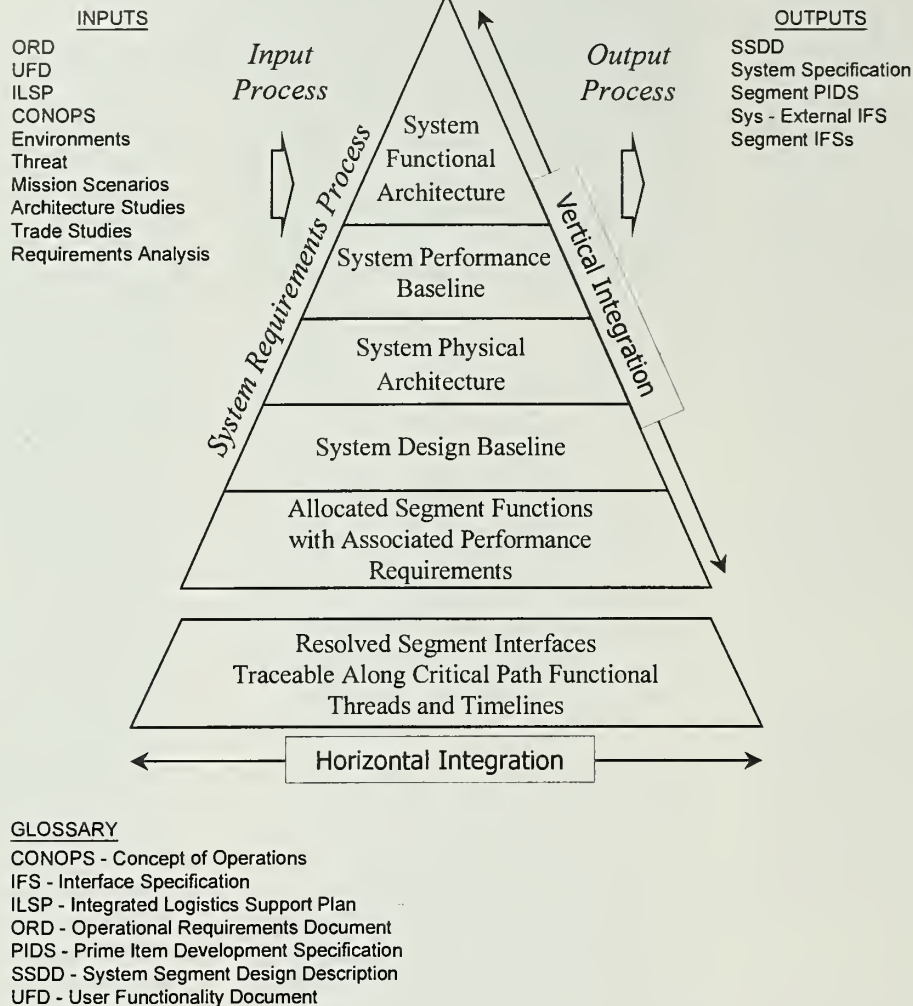 INPUTS
ORD
UFD
ILSP
CONOPS
Environments
Threat
Mission Scenarios
Architecture Studies
Trade Studies
Requirements Analysis
Input
Process
System Requirements Process
System
Functional
Architecture
System Performance
Baseline
System Physical
Architecture
System Design Baseline
Allocated Segment Functions
with Associated Performance
Requirements
Resolved Segment Interfaces
Traceable Along Critical Path Functional
Threads and Timelines
Vertical Integration
Horizontal Integration
Output
Process
OUTPUTS
SSDD
System Specification
Segment PIDS
Sys - External IFS
Segment IFSs
GLOSSARY
CONOPS - Concept of Operations
IFS - Interface Specification
ILSP - Integrated Logistics Support Plan
ORD - Operational Requirements Document
PIDS - Prime Item Development Specification
SSDD - System Segment Design Description
UFD - User Functionality Document